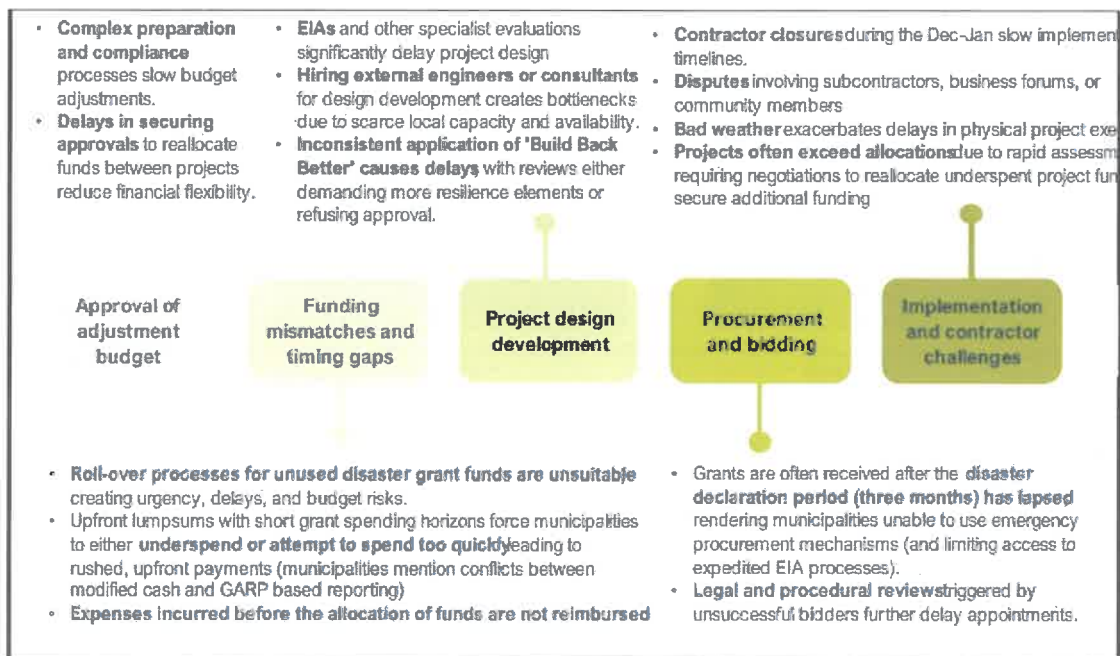 • Complex preparation
and compliance
processes slow budget
adjustments.
• Delays in securing
approvals to reallocate
funds between projects
reduce financial flexibility.
• EIAs and other specialist evaluations
significantly delay project design
• Hiring external engineers or consultants
for design development creates bottlenecks
due to scarce local capacity and availability.
• Inconsistent application of 'Build Back
Better' causes delays with reviews either
demanding more resilience elements or
refusing approval.
• Contractor closures during the Dec-Jan slow implement
timelines.
• Disputes involving subcontractors, business forums, or
community members
• Bad weather exacerbates delays in physical project exe
• Projects often exceed allocations due to rapid assessm
requiring negotiations to reallocate underspent project fun
secure additional funding
Approval of
adjustment
budget
Funding
mismatches and
timing gaps
Project design
development
Procurement
and bidding
Implementation
and contractor
challenges
• Roll-over processes for unused disaster grant funds are unsuitable
creating urgency, delays, and budget risks.
• Upfront lumpsums with short grant spending horizons force municipalities
to either underspend or attempt to spend too quickly leading to
rushed, upfront payments (municipalities mention conflicts between
modified cash and GARP based reporting)
• Expenses incurred before the allocation of funds are not reimbursed
• Grants are often received after the disaster
declaration period (three months) has lapsed
rendering municipalities unable to use emergency
procurement mechanisms (and limiting access to
expedited EIA processes).
• Legal and procedural reviews triggered by
unsuccessful bidders further delay appointments.